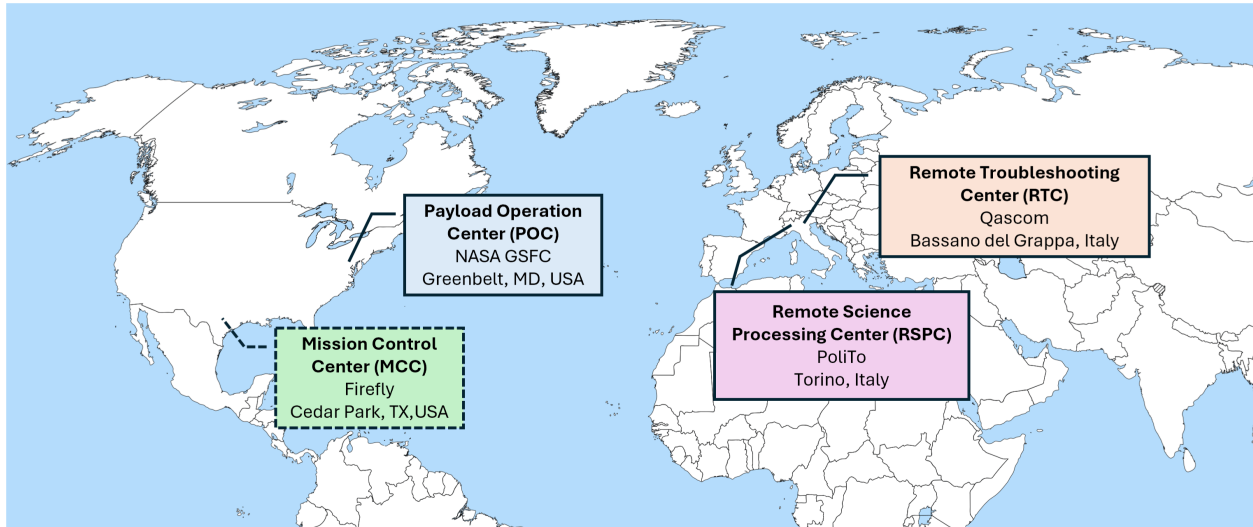 Payload Operation
Center (POC)
NASA GSFC
Greenbelt, MD, USA
Mission Control
Center (MCC)
Firefly
Cedar Park, TX,USA
Remote Troubleshooting
Center (RTC)
Qascom
Bassano del Grappa, Italy
Remote Science
Processing Center (RSPC)
PoliTo
Torino, Italy